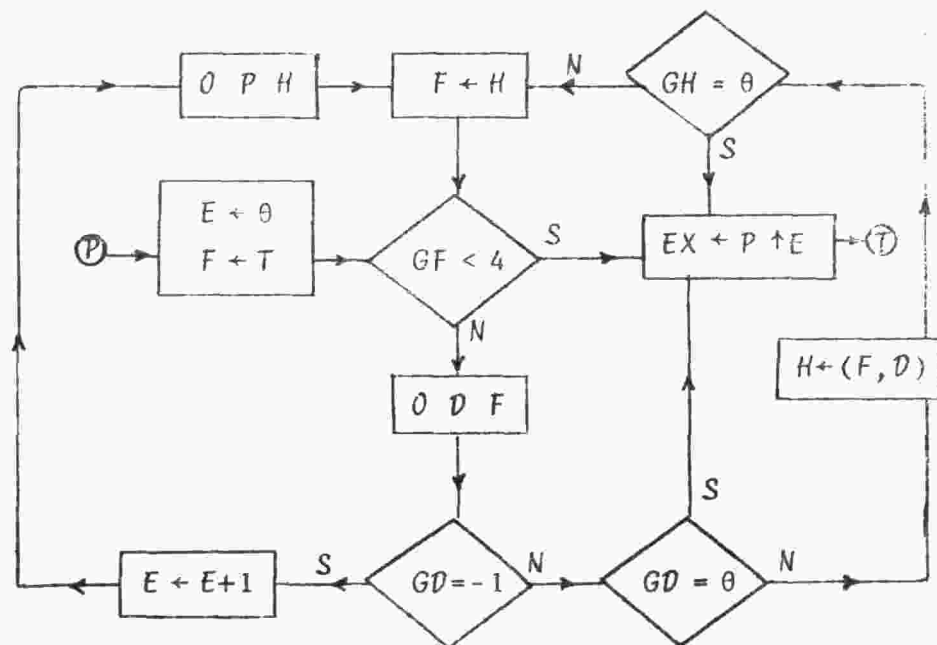 O P H
F ← H
N
GH = θ
S
P
E ← θ
F ← T
GF < 4
S
EX ← P ↑ E
T
N
O D F
H ← (F, D)
S
E ← E+1
S
GD = - 1
N
GD = θ
N